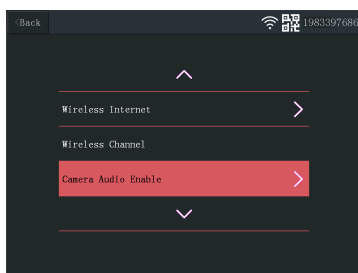 <Back
1983397686
Wireless Internet
Wireless Channel
Camera Audio Enable